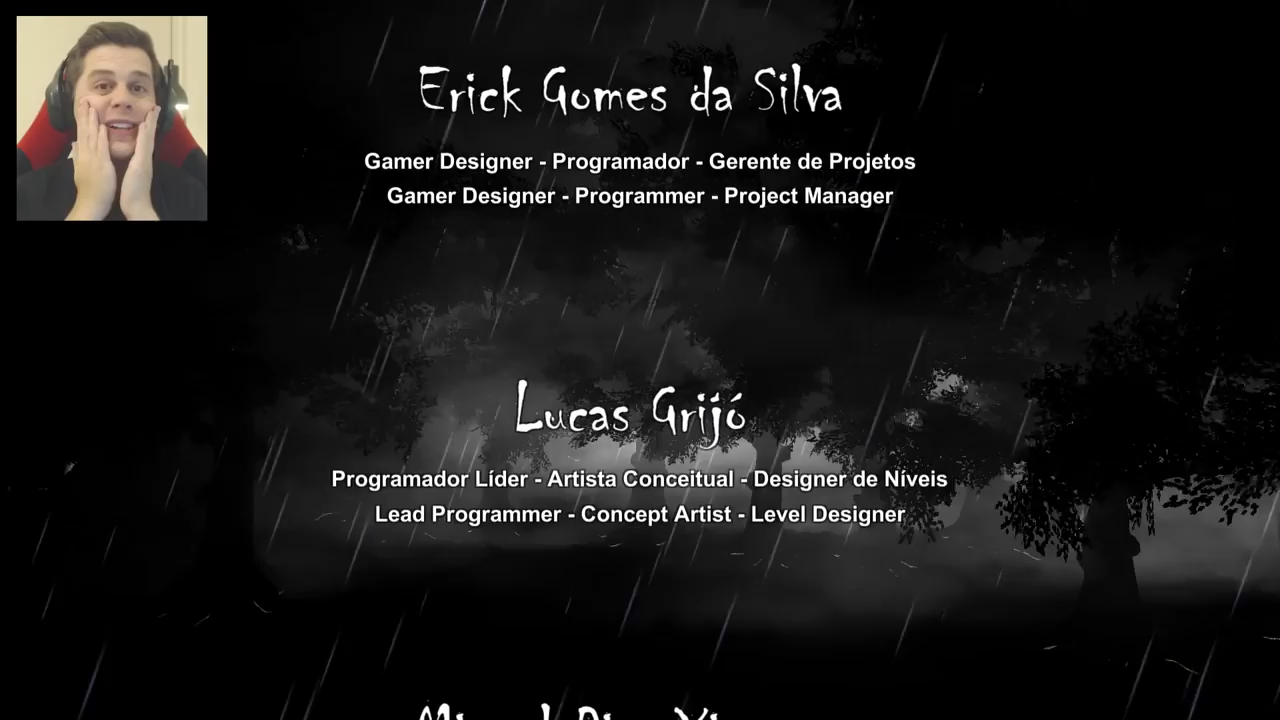 Erick Gomes da Silva
Gamer Designer - Programador - Gerente de Projetos
Gamer Designer - Programmer - Project Manager
Lucas Grijó
Programador Líder - Artista Conceitual - Designer de Níveis
Lead Programmer - Concept Artist - Level Designer